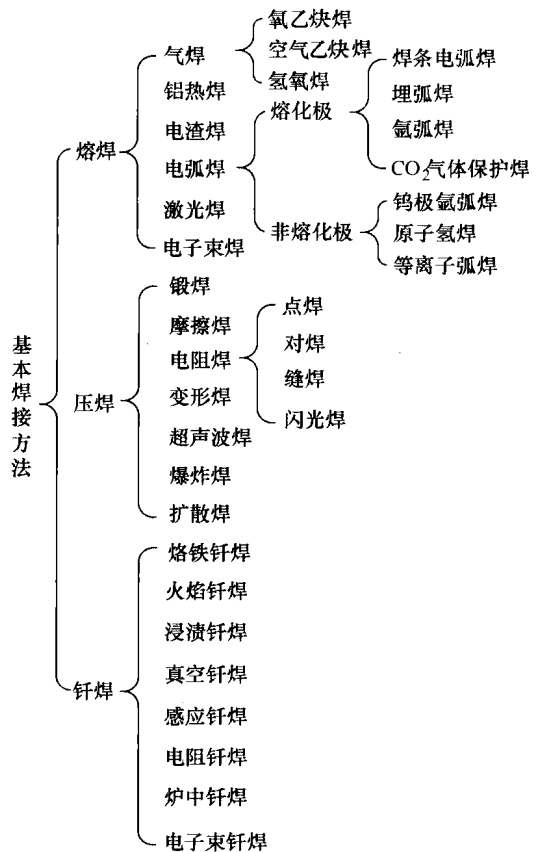 基本焊接方法
熔焊
气焊
氧乙炔焊
空气乙炔焊
氢氧焊
铝热焊
电渣焊
电弧焊
熔化极
焊条电弧焊
埋弧焊
氩弧焊
CO₂气体保护焊
非熔化极
钨极氩弧焊
原子氢焊
等离子弧焊
激光焊
电子束焊
压焊
锻焊
摩擦焊
电阻焊
点焊
对焊
缝焊
闪光焊
变形焊
超声波焊
爆炸焊
扩散焊
钎焊
烙铁钎焊
火焰钎焊
浸渍钎焊
真空钎焊
感应钎焊
电阻钎焊
炉中钎焊
电子束钎焊